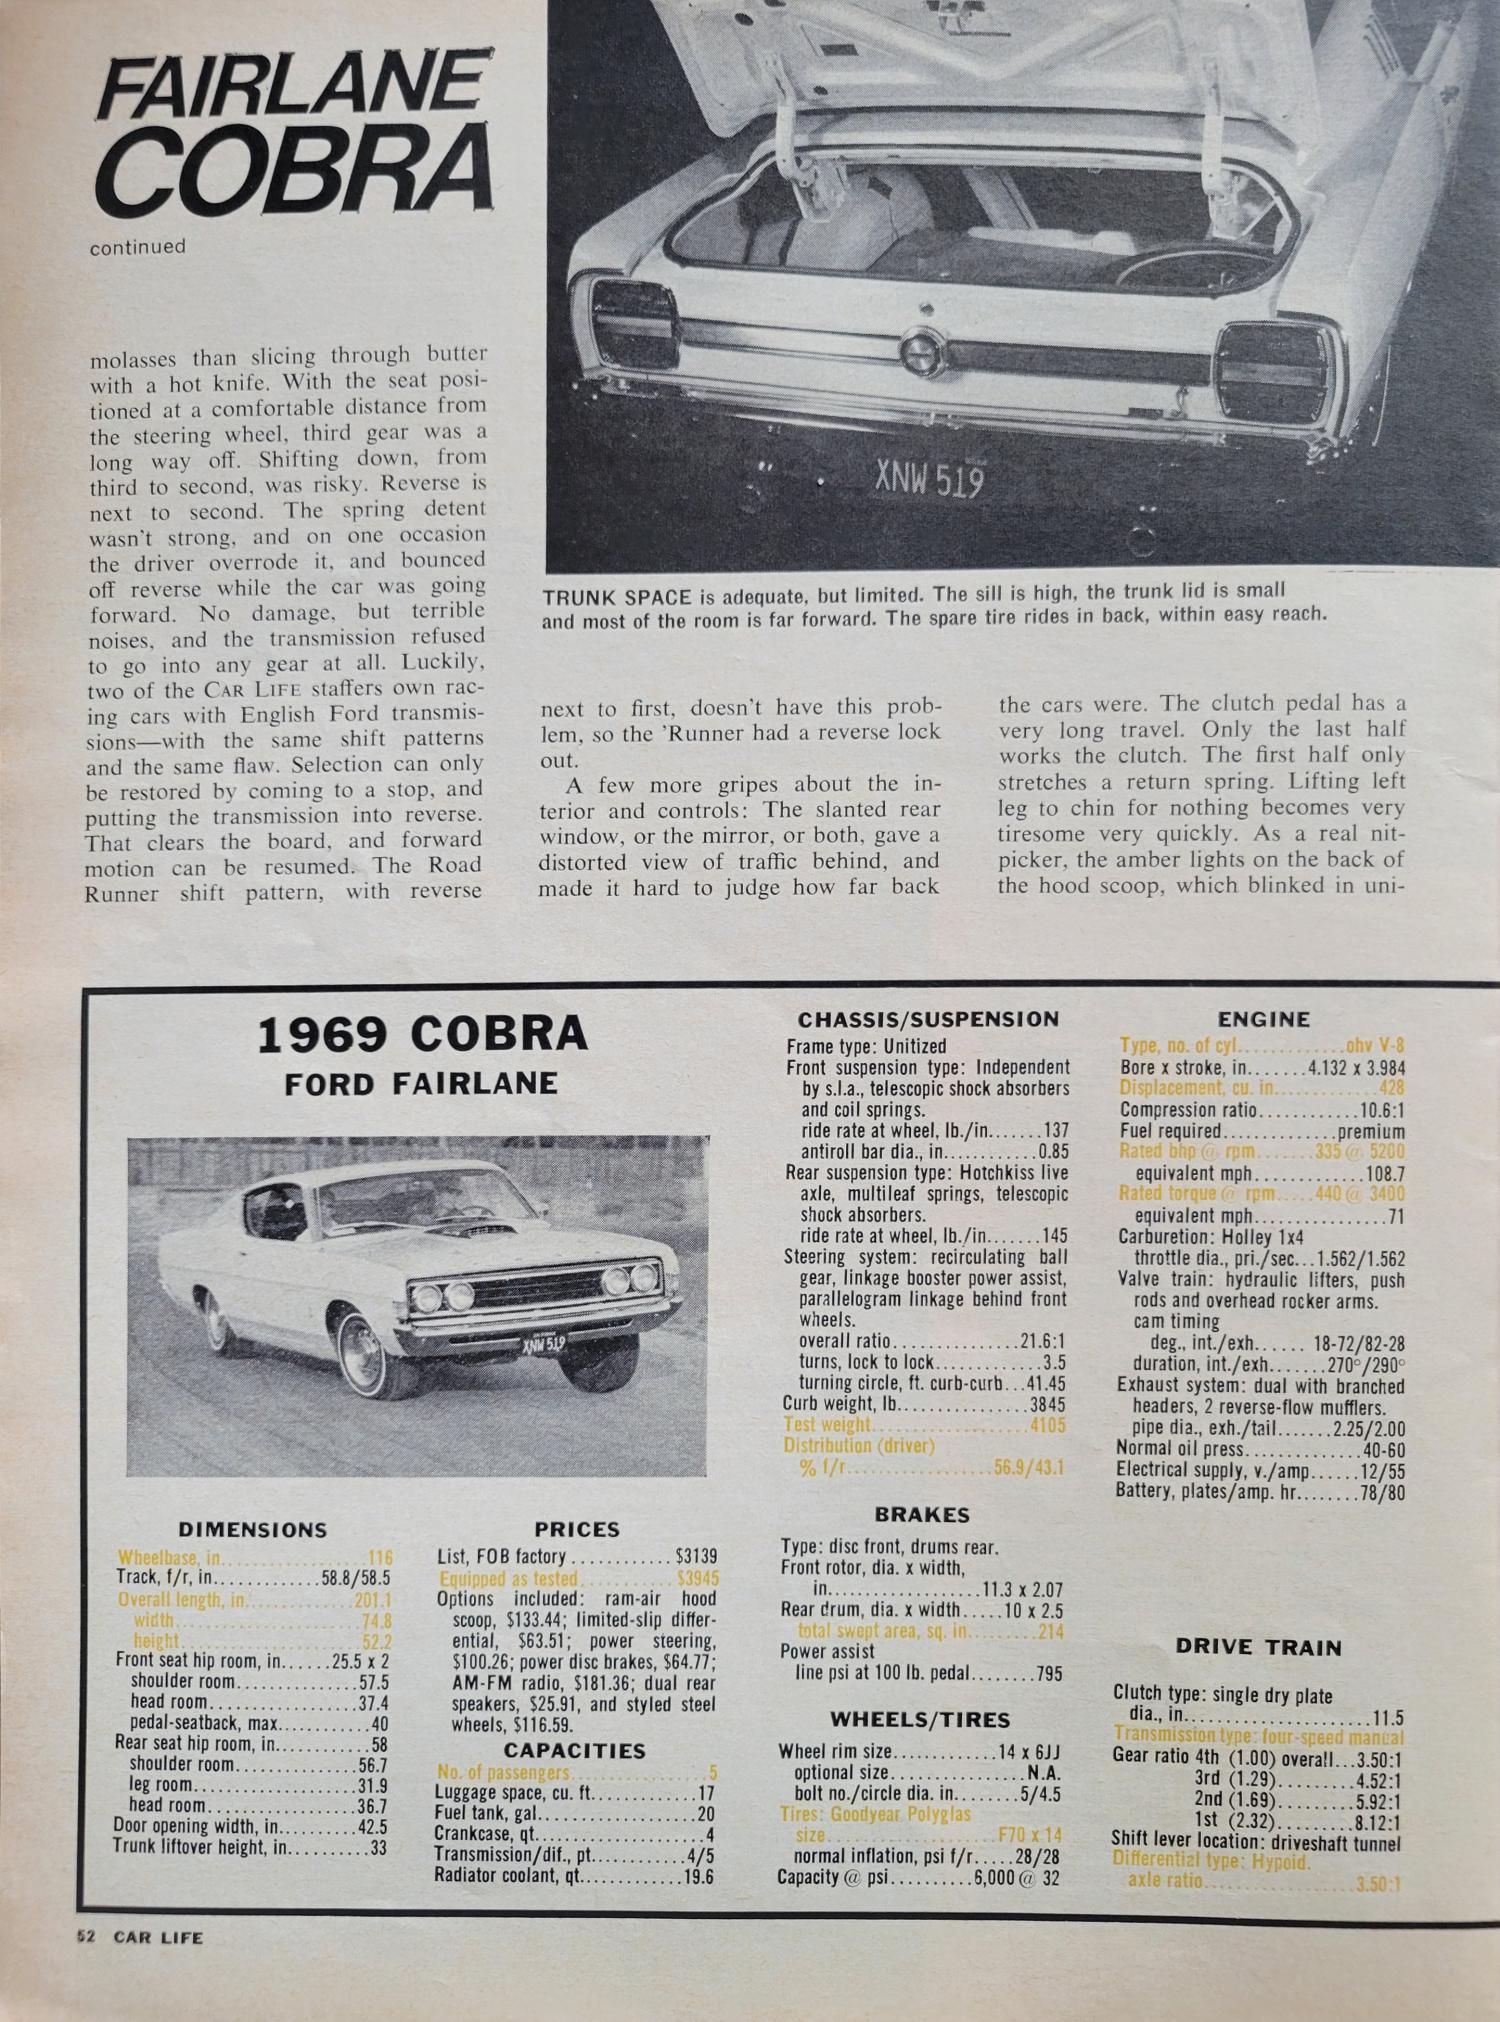 FAIRLANE
COBRA
continued
molasses than slicing through butter
with a hot knife. With the seat posi-
tioned at a comfortable distance from
the steering wheel, third gear was a
long way off. Shifting down, from
third to second, was risky. Reverse is
next to second. The spring detent
wasn't strong, and on one occasion
the driver overrode it, and bounced
off reverse while the car was going
forward. No damage, but terrible
noises, and the transmission refused
to go into any gear at all. Luckily,
two of the CAR LIFE staffers own rac-
ing cars with English Ford transmis-
sions—with the same shift patterns
and the same flaw. Selection can only
be restored by coming to a stop, and
putting the transmission into reverse.
That clears the board, and forward
motion can be resumed. The Road
Runner shift pattern, with reverse
XNW 519
TRUNK SPACE is adequate, but limited. The sill is high, the trunk lid is small
and most of the room is far forward. The spare tire rides in back, within easy reach.
next to first, doesn't have this prob-
lem, so the 'Runner had a reverse lock
out.
A few more gripes about the in-
terior and controls: The slanted rear
window, or the mirror, or both, gave a
distorted view of traffic behind, and
made it hard to judge how far back
the cars were. The clutch pedal has a
very long travel. Only the last half
works the clutch. The first half only
stretches a return spring. Lifting left
leg to chin for nothing becomes very
tiresome very quickly. As a real nit-
picker, the amber lights on the back of
the hood scoop, which blinked in uni-
1969 COBRA
FORD FAIRLANE
XNW 519
DIMENSIONS
Wheelbase, in..................116
Track, f/r, in.............58.8/58.5
Overall length, in.............201.1
width.......................74.8
height.......................52.2
Front seat hip room, in......25.5 x 2
shoulder room...............57.5
head room..................37.4
pedal-seatback, max...........40
Rear seat hip room, in............58
shoulder room...............56.7
leg room....................31.9
head room..................36.7
Door opening width, in..........42.5
Trunk liftover height, in..........33
PRICES
List, FOB factory ............ $3139
Equipped as tested ........... $3945
Options included: ram-air hood
scoop, $133.44; limited-slip differ-
ential, $63.51; power steering,
$100.26; power disc brakes, $64.77;
AM-FM radio, $181.36; dual rear
speakers, $25.91, and styled steel
wheels, $116.59.
CAPACITIES
No. of passengers.................5
Luggage space, cu. ft.............17
Fuel tank, gal...................20
Crankcase, qt.....................4
Transmission/dif., pt............4/5
Radiator coolant, qt.............19.6
CHASSIS/SUSPENSION
Frame type: Unitized
Front suspension type: Independent
by s.l.a., telescopic shock absorbers
and coil springs.
ride rate at wheel, lb./in.......137
antiroll bar dia., in............0.85
Rear suspension type: Hotchkiss live
axle, multileaf springs, telescopic
shock absorbers.
ride rate at wheel, lb./in.......145
Steering system: recirculating ball
gear, linkage booster power assist,
parallelogram linkage behind front
wheels.
overall ratio................21.6:1
turns, lock to lock.............3.5
turning circle, ft. curb-curb...41.45
Curb weight, lb................3845
Test weight....................4105
Distribution (driver)
% f/r..................56.9/43.1
BRAKES
Type: disc front, drums rear.
Front rotor, dia. x width,
in...................11.3 x 2.07
Rear drum, dia. x width.....10 x 2.5
total swept area, sq. in.........214
Power assist
line psi at 100 lb. pedal........795
WHEELS/TIRES
Wheel rim size.............14 x 6JJ
optional size.................N.A.
bolt no./circle dia. in........5/4.5
Tires: Goodyear Polyglas
size.....................F70 x 14
normal inflation, psi f/r.....28/28
Capacity @ psi..........6,000 @ 32
ENGINE
Type, no. of cyl.............ohv V-8
Bore x stroke, in.......4.132 x 3.984
Displacement, cu. in.............428
Compression ratio.............10.6:1
Fuel required..............premium
Rated bhp @ rpm.......335 @ 5200
equivalent mph..............108.7
Rated torque @ rpm.....440 @ 3400
equivalent mph.................71
Carburetion: Holley 1x4
throttle dia., pri./sec...1.562/1.562
Valve train: hydraulic lifters, push
rods and overhead rocker arms.
cam timing
deg., int./exh...... 18-72/82-28
duration, int./exh.......270°/290°
Exhaust system: dual with branched
headers, 2 reverse-flow mufflers.
pipe dia., exh./tail.......2.25/2.00
Normal oil press...............40-60
Electrical supply, v./amp......12/55
Battery, plates/amp. hr........78/80
DRIVE TRAIN
Clutch type: single dry plate
dia., in.......................11.5
Transmission type: four-speed manual
Gear ratio 4th (1.00) overall...3.50:1
3rd (1.29).........4.52:1
2nd (1.69).........5.92:1
1st (2.32).........8.12:1
Shift lever location: driveshaft tunnel
Differential type: Hypoid.
axle ratio..................3.50:1
52 CAR LIFE